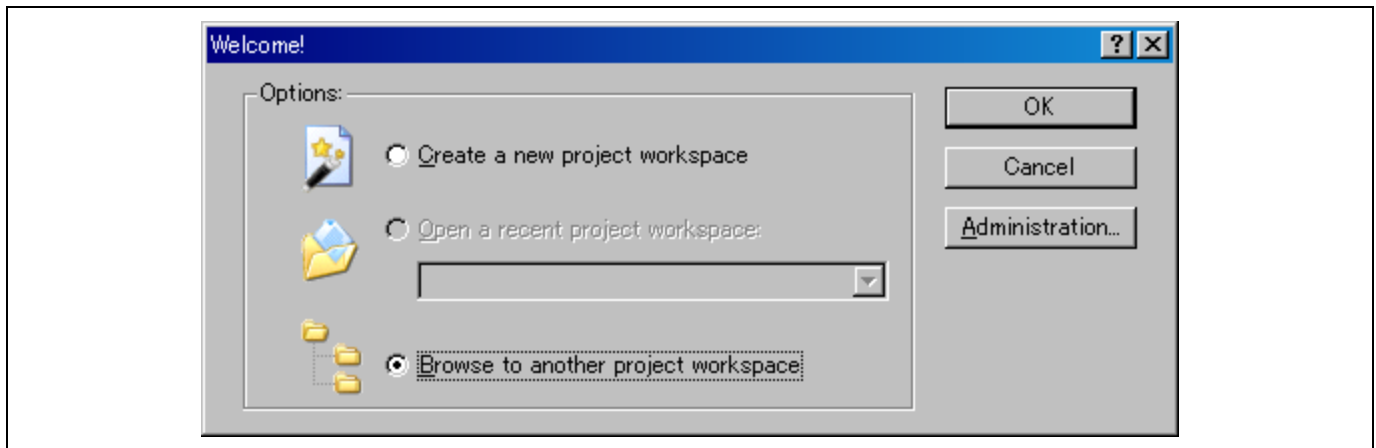 Welcome!
Options:
Create a new project workspace
Open a recent project workspace:
Browse to another project workspace
OK
Cancel
Administration...